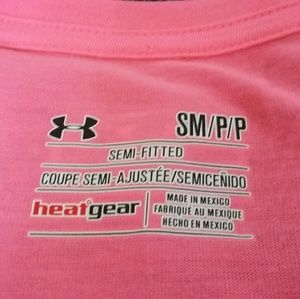 SM/P/P
SEMI-FITTED
COUPE SEMI-AJUSTÉE/SEMICEÑIDO
heatgear
MADE IN MEXICO
FABRIQUÉ AU MEXIQUE
HECHO EN MEXICO